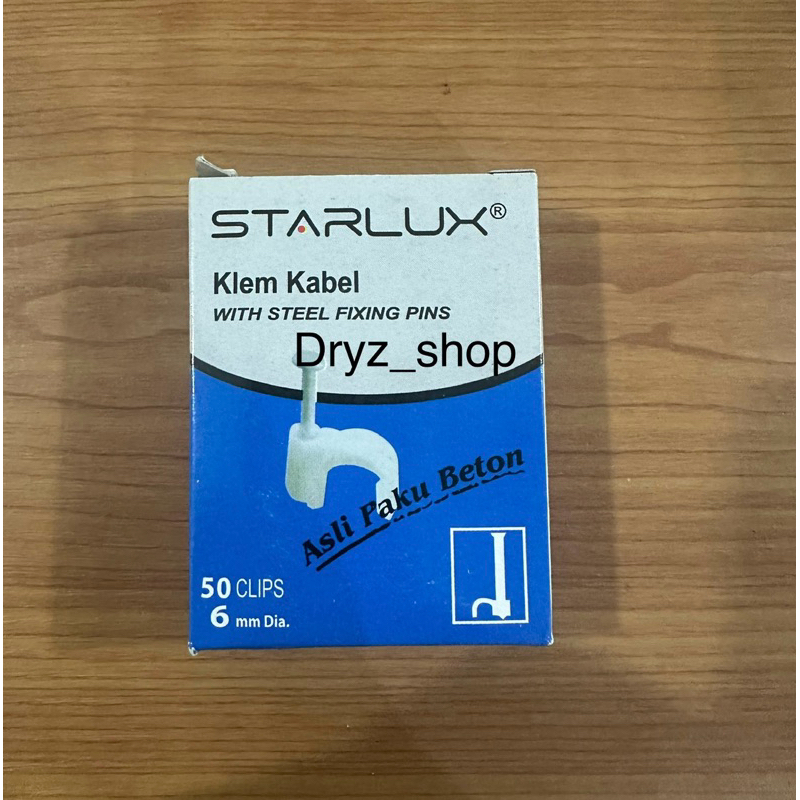 STARLUX®
Klem Kabel
WITH STEEL FIXING PINS
Dryz_shop
Asli Paku Beton
50 CLIPS
6 mm Dia.